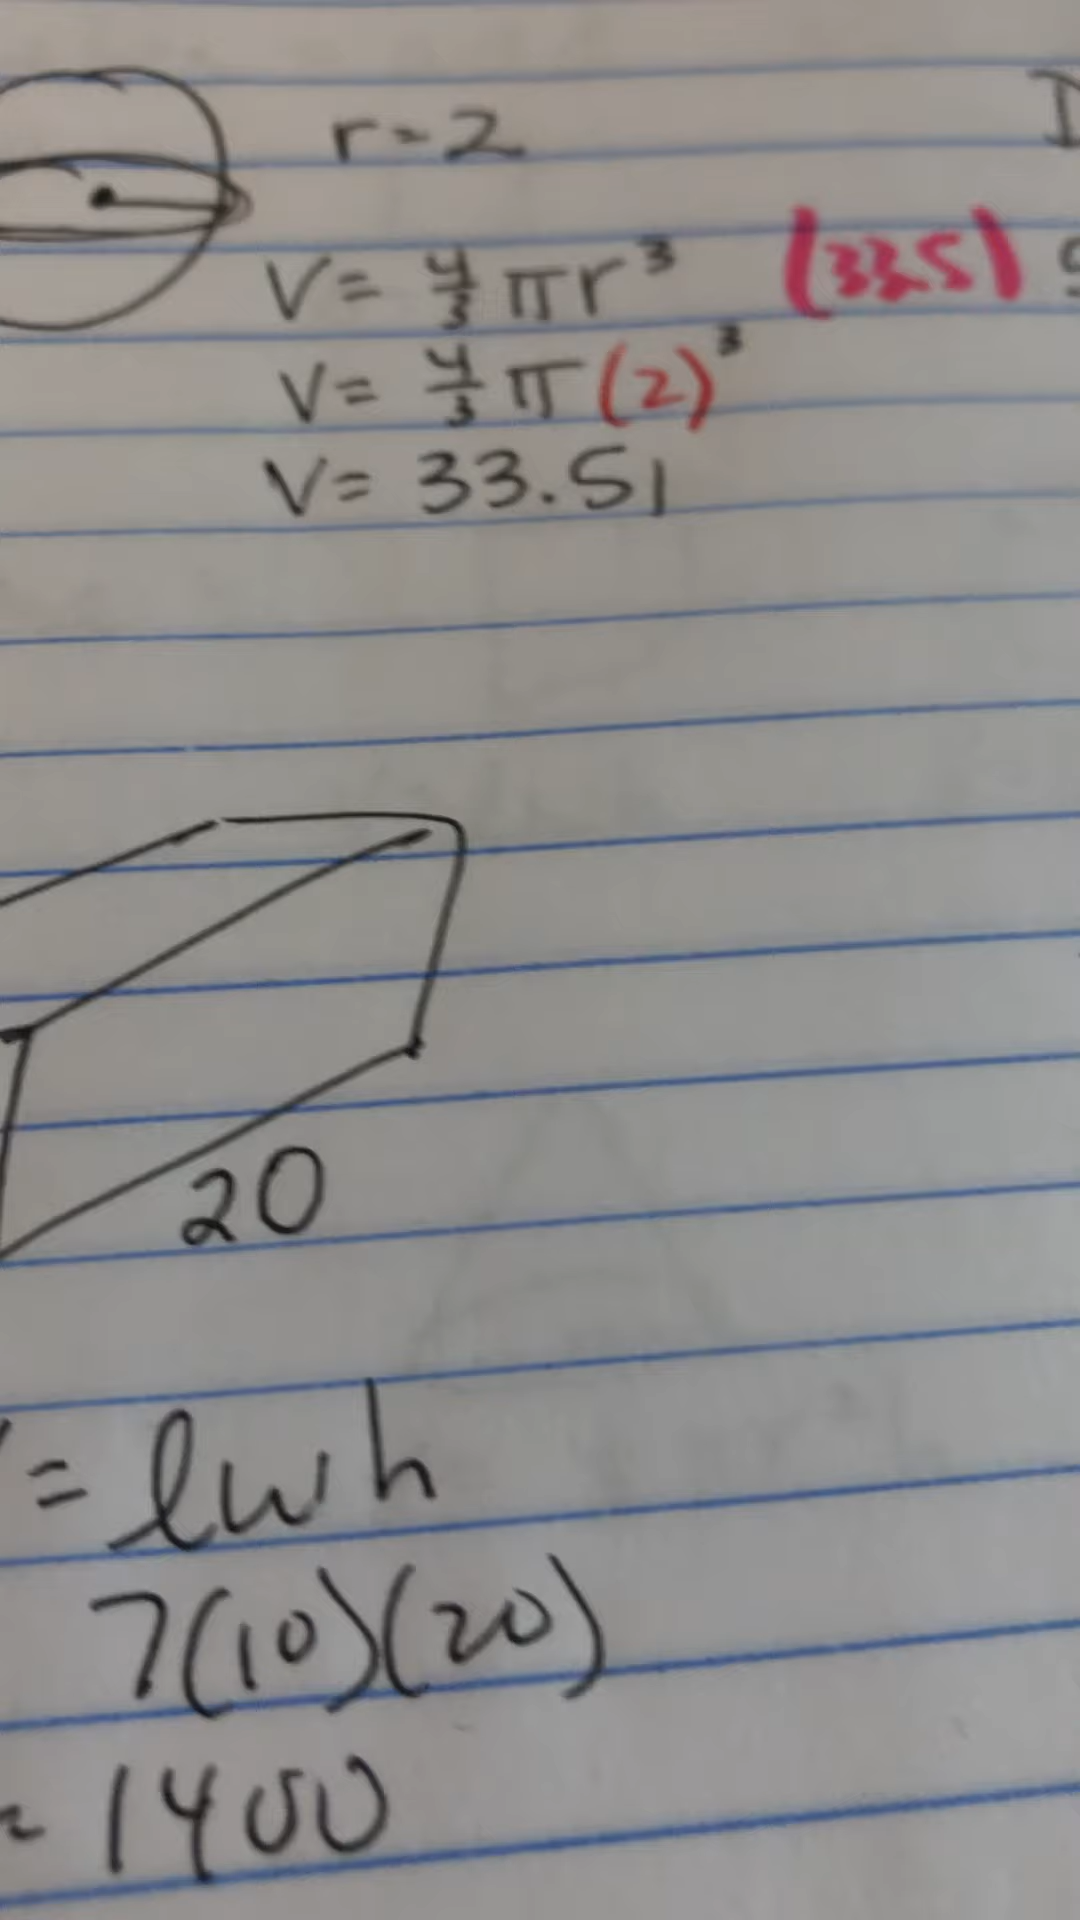 r = 2
V = 4/3 πr³ (33.5)
V = 4/3 π(2)³
V = 33.51
20
= lwh
7(10)(20)
= 1400